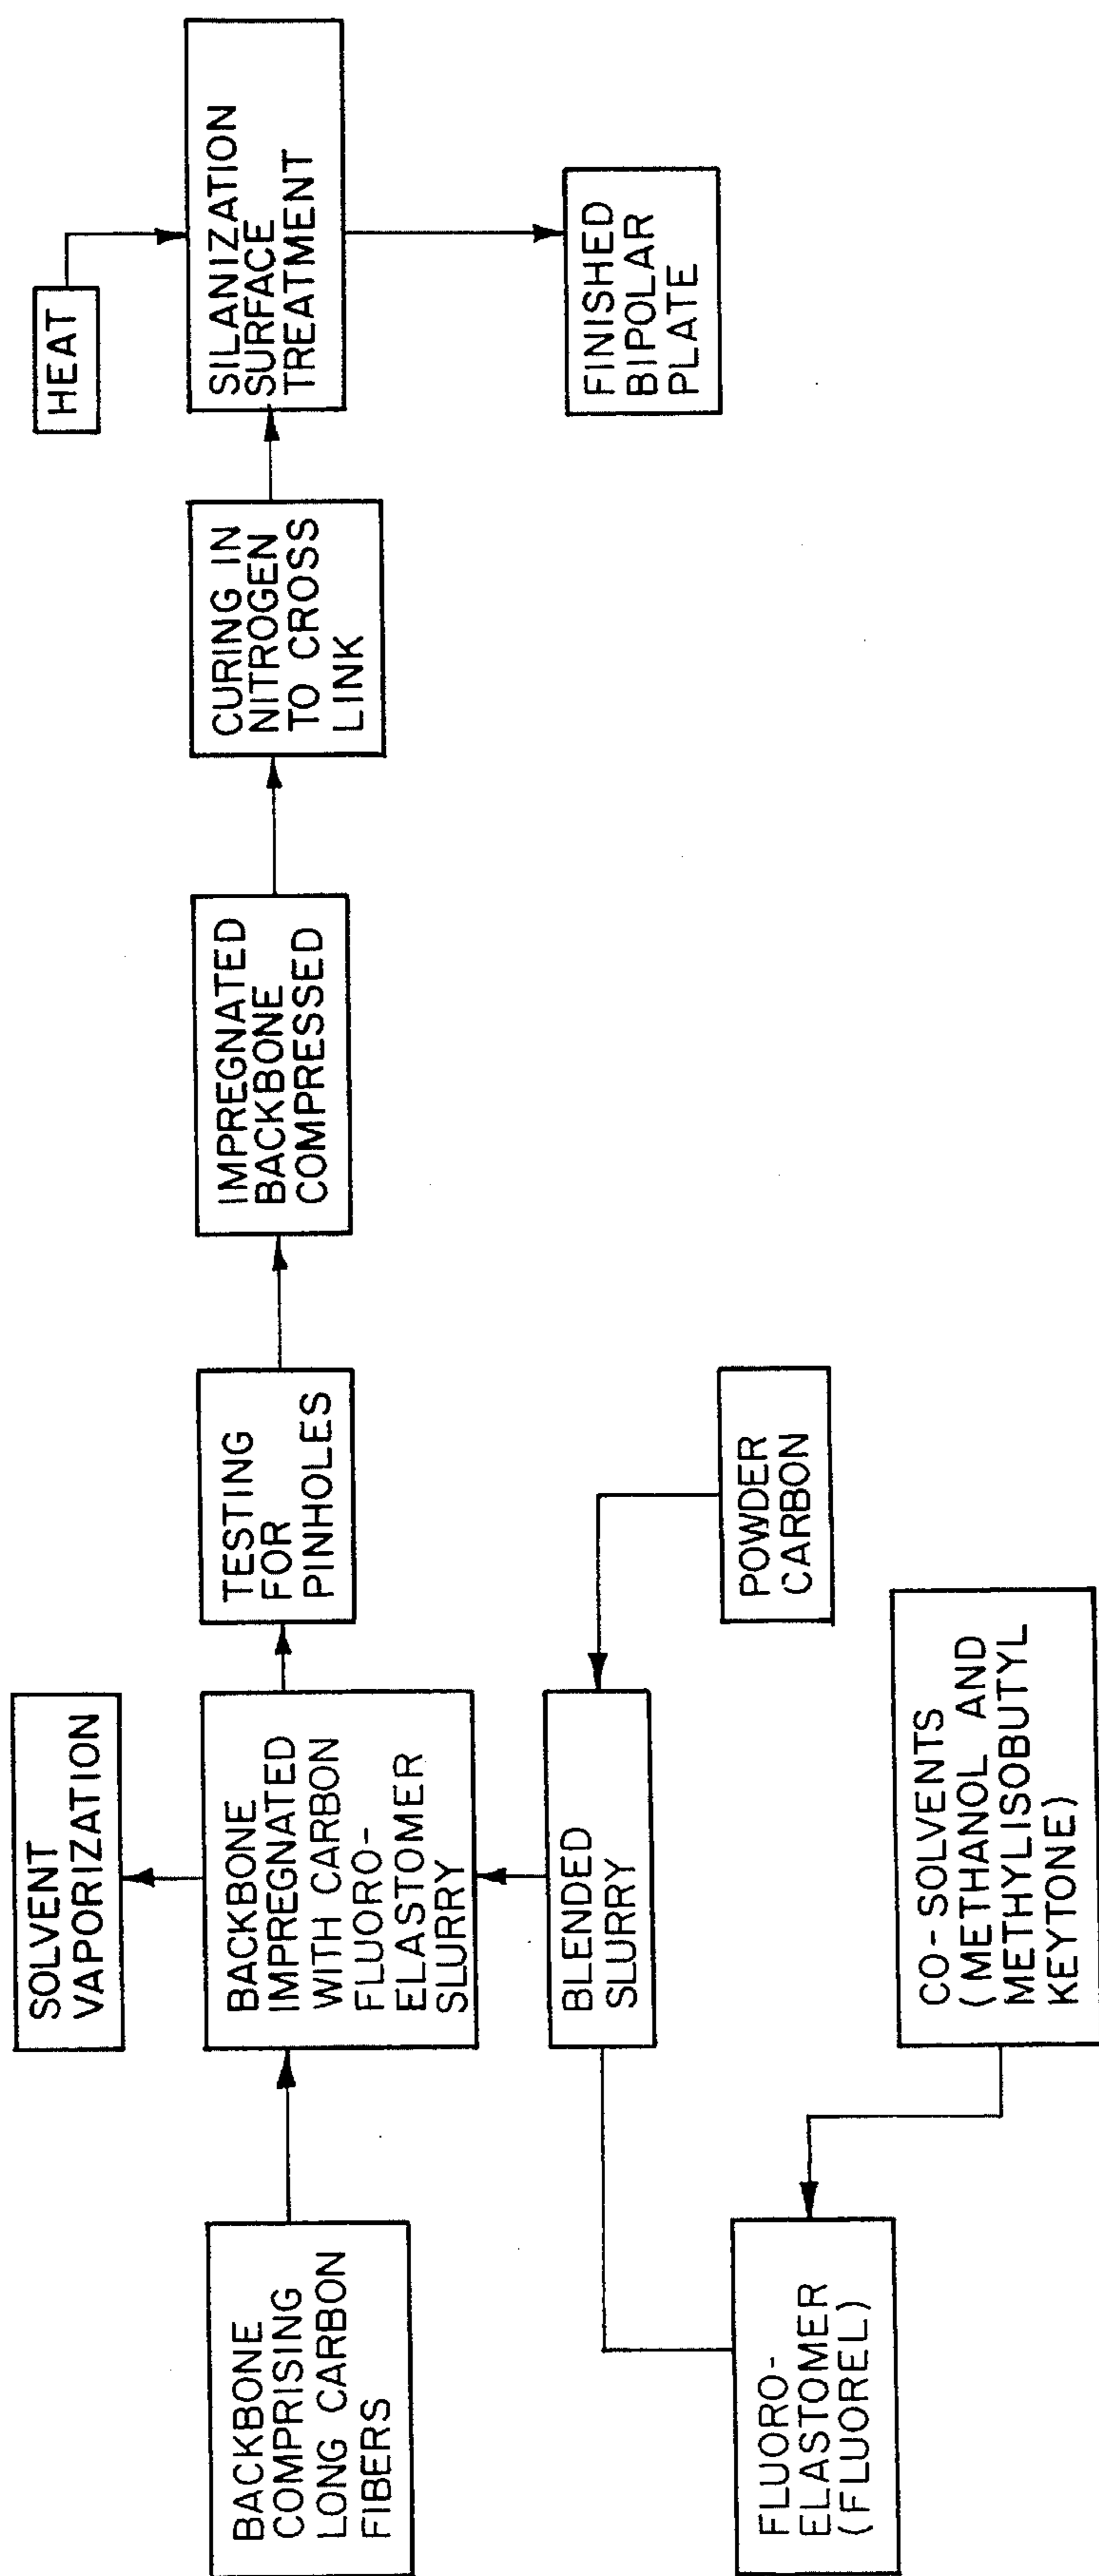 SOLVENT
VAPORIZATION
HEAT
BACKBONE
COMPRISING
LONG CARBON
FIBERS
BACKBONE
IMPREGNATED
WITH CARBON
FLUORO-
ELASTOMER
SLURRY
TESTING
FOR
PINHOLES
IMPREGNATED
BACKBONE
COMPRESSED
CURING IN
NITROGEN
TO CROSS
LINK
SILANIZATION
SURFACE
TREATMENT
BLENDED
SLURRY
FINISHED
BIPOLAR
PLATE
FLUORO-
ELASTOMER
(FLUOREL)
POWDER
CARBON
CO-SOLVENTS
(METHANOL AND
METHYLISOBUTYL
KEYTONE)